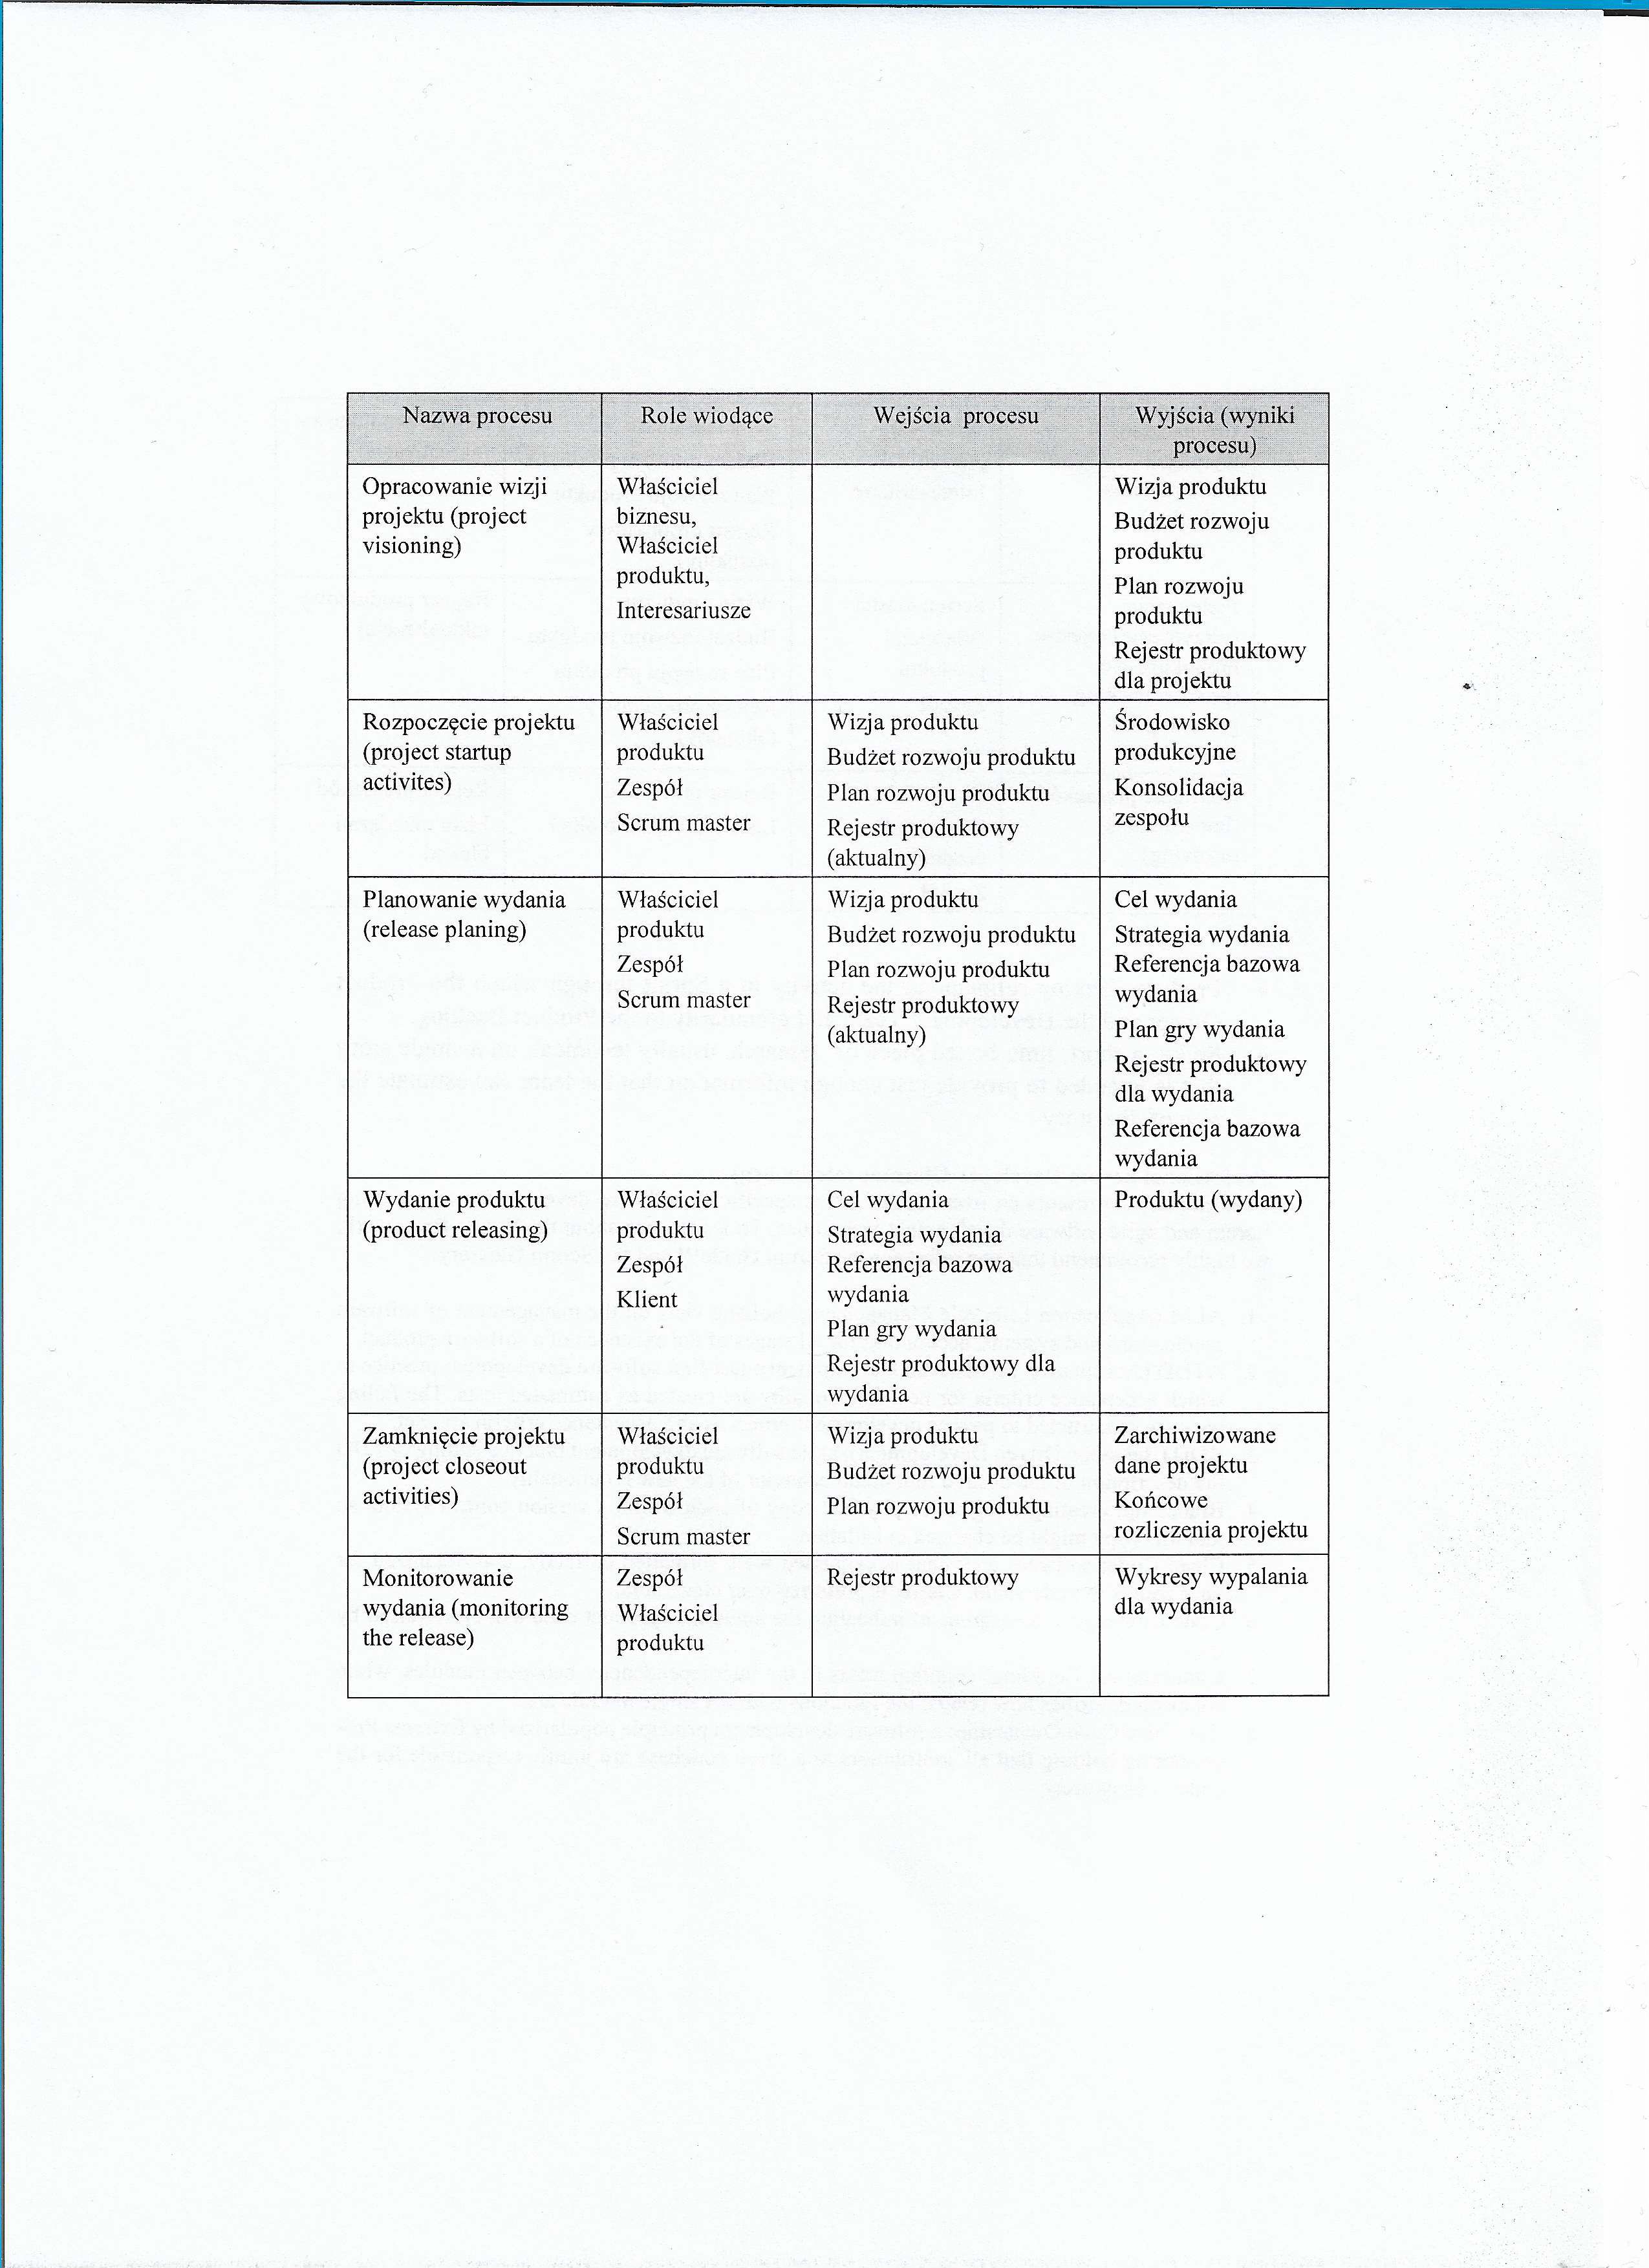 Nazwa procesu
Role wiodące
Wejścia procesu
Wyjścia (wyniki
procesu)
Opracowanie wizji
projektu (project
visioning)
Właściciel
biznesu,
Właściciel
produktu,
Interesariusze
Wizja produktu
Budżet rozwoju
produktu
Plan rozwoju
produktu
Rejestr produktowy
dla projektu
Rozpoczęcie projektu
(project startup
activites)
Właściciel
produktu
Zespół
Scrum master
Wizja produktu
Budżet rozwoju produktu
Plan rozwoju produktu
Rejestr produktowy
(aktualny)
Środowisko
produkcyjne
Konsolidacja
zespołu
Planowanie wydania
(release planing)
Właściciel
produktu
Zespół
Scrum master
Wizja produktu
Budżet rozwoju produktu
Plan rozwoju produktu
Rejestr produktowy
(aktualny)
Cel wydania
Strategia wydania
Referencja bazowa
wydania
Plan gry wydania
Rejestr produktowy
dla wydania
Referencja bazowa
wydania
Wydanie produktu
(product releasing)
Właściciel
produktu
Zespół
Klient
Cel wydania
Strategia wydania
Referencja bazowa
wydania
Plan gry wydania
Rejestr produktowy dla
wydania
Produktu (wydany)
Zamknięcie projektu
(project closeout
activities)
Właściciel
produktu
Zespół
Scrum master
Wizja produktu
Budżet rozwoju produktu
Plan rozwoju produktu
Zarchiwizowane
dane projektu
Końcowe
rozliczenia projektu
Monitorowanie
wydania (monitoring
the release)
Zespół
Właściciel
produktu
Rejestr produktowy
Wykresy wypalania
dla wydania